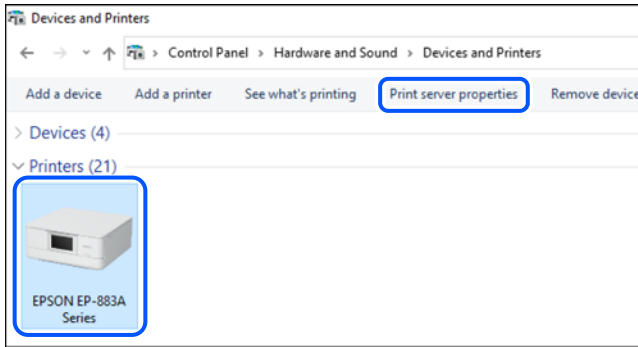 Devices and Printers
Control Panel > Hardware and Sound > Devices and Printers
Add a device Add a printer See what's printing Print server properties Remove device
Devices (4)
Printers (21)
EPSON EP-883A
Series